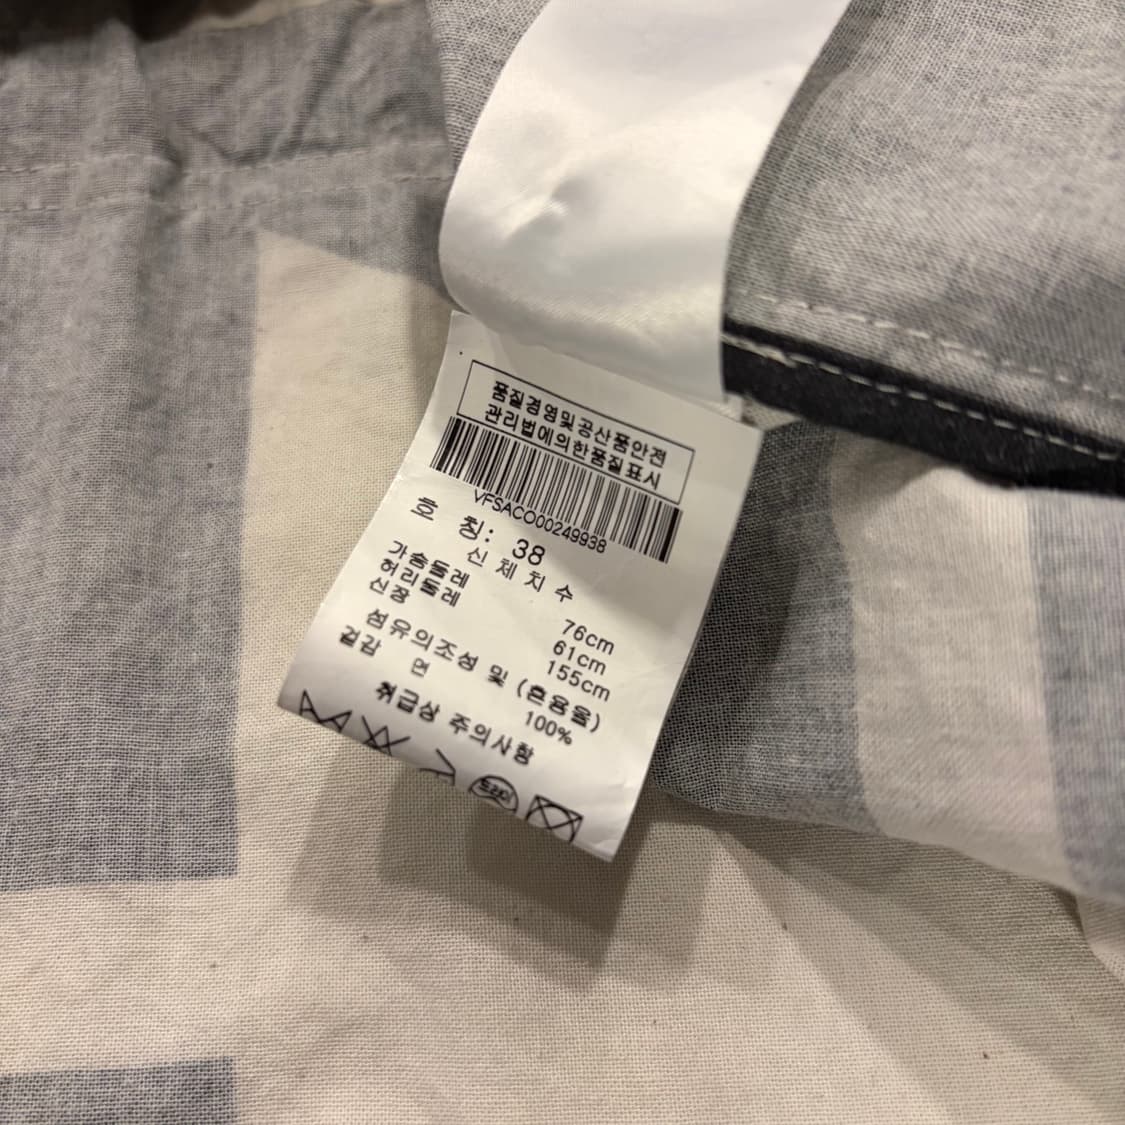 품질경영및공산품안전
관리법에의한품질표시
VFSACO00249938
호 칭: 38
신 체 치 수
가슴둘레 76cm
허리둘레 61cm
신장 155cm
섬유의조성 및 (혼용율)
겉감 면 100%
취급상 주의사항
드라이